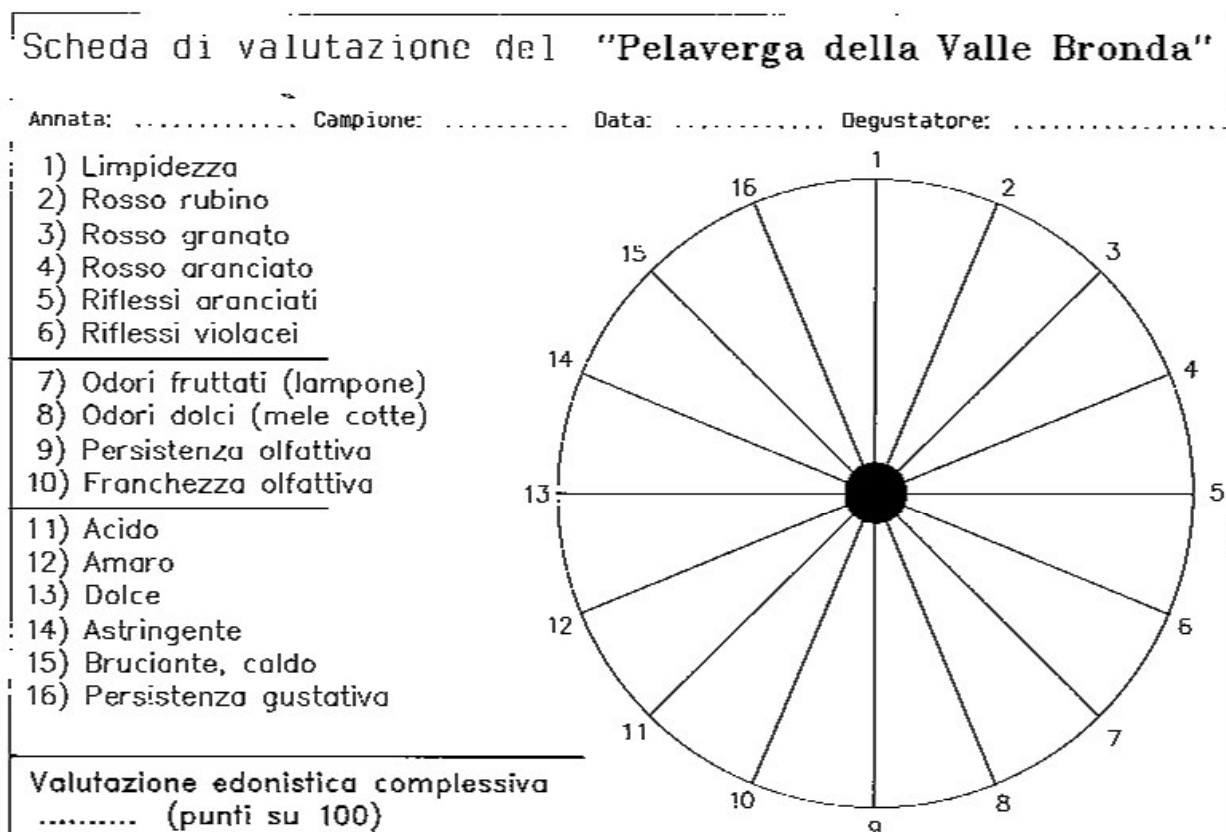 Scheda di valutazione del "Pelaverga della Valle Bronda"
Annata: ............ Campione: .......... Data: ............ Degustatore: .................
1) Limpidezza
2) Rosso rubino
3) Rosso granato
4) Rosso aranciato
5) Riflessi aranciati
6) Riflessi violacei
7) Odori fruttati (lampone)
8) Odori dolci (mele cotte)
9) Persistenza olfattiva
10) Franchezza olfattiva
11) Acido
12) Amaro
13) Dolce
14) Astringente
15) Bruciante, caldo
16) Persistenza gustativa
Valutazione edonistica complessiva
.......... (punti su 100)
1
2
3
4
5
6
7
8
9
10
11
12
13
14
15
16